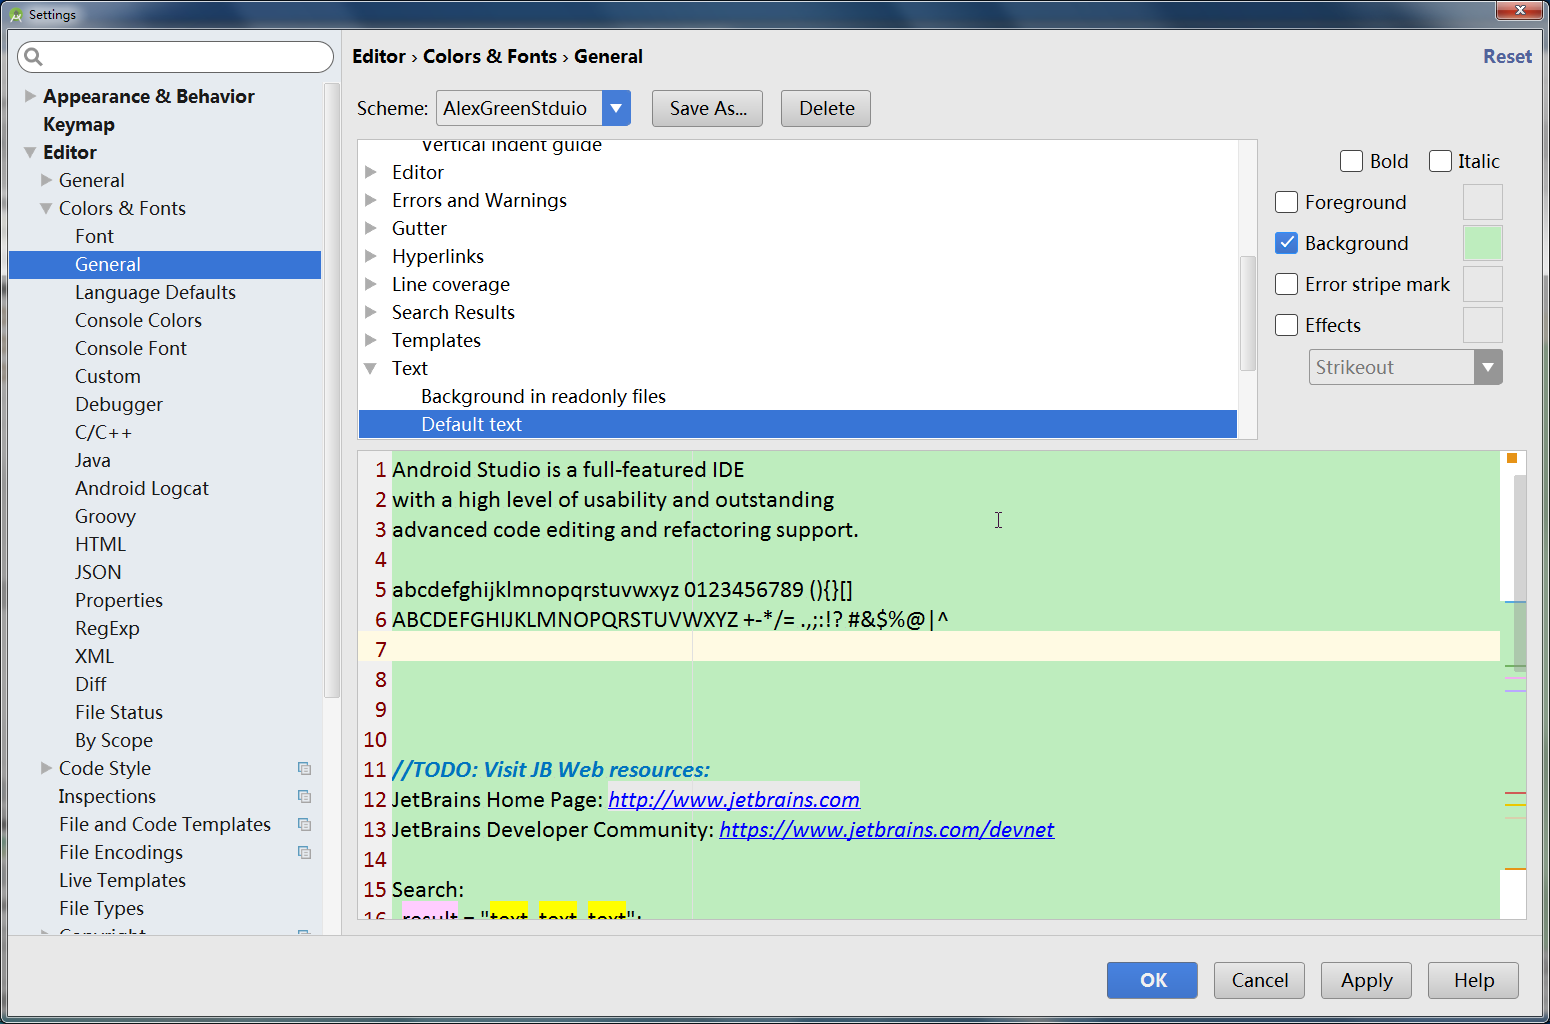 Settings
Editor › Colors & Fonts › General
Reset
Appearance & Behavior
Keymap
Editor
General
Colors & Fonts
Font
General
Language Defaults
Console Colors
Console Font
Custom
Debugger
C/C++
Java
Android Logcat
Groovy
HTML
JSON
Properties
RegExp
XML
Diff
File Status
By Scope
Code Style
Inspections
File and Code Templates
File Encodings
Live Templates
File Types
Copyright
Scheme: AlexGreenStduio Save As... Delete
Vertical indent guide
Editor
Errors and Warnings
Gutter
Hyperlinks
Line coverage
Search Results
Templates
Text
Background in readonly files
Default text
Bold Italic
Foreground
Background
Error stripe mark
Effects
Strikeout
1 Android Studio is a full-featured IDE
2 with a high level of usability and outstanding
3 advanced code editing and refactoring support.
4
5 abcdefghijklmnopqrstuvwxyz 0123456789 (){}[]
6 ABCDEFGHIJKLMNOPQRSTUVWXYZ +-*/= .,;:!? #&$%@|^
7
8
9
10
11 //TODO: Visit JB Web resources:
12 JetBrains Home Page: http://www.jetbrains.com
13 JetBrains Developer Community: https://www.jetbrains.com/devnet
14
15 Search:
16 result = "text, text, text";
OK Cancel Apply Help